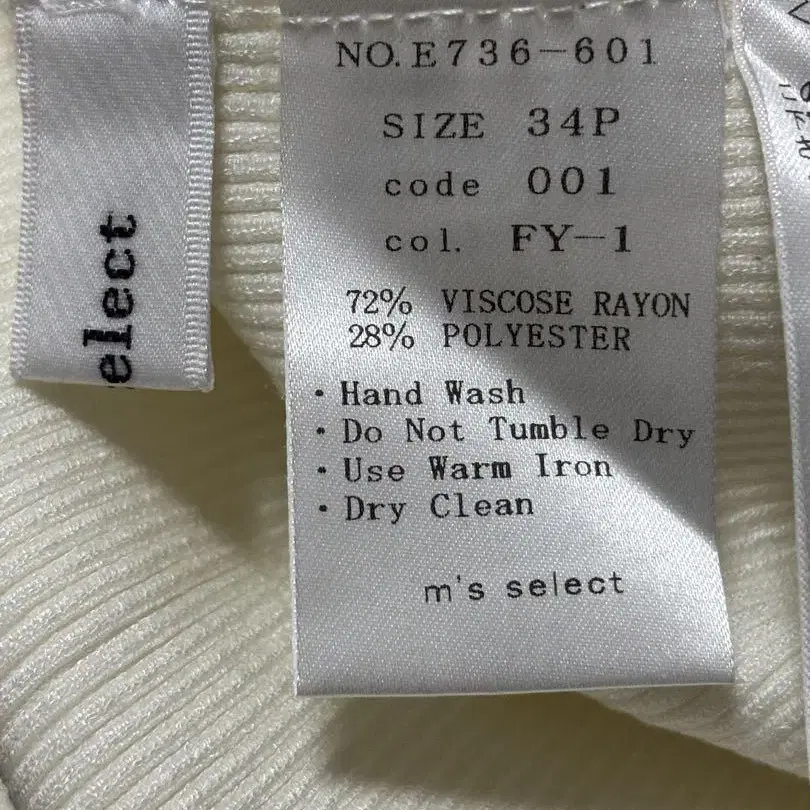 NO. E736-601
SIZE 34P
code 001
col. FY-1
72% VISCOSE RAYON
28% POLYESTER
· Hand Wash
· Do Not Tumble Dry
· Use Warm Iron
· Dry Clean
m's select
elect